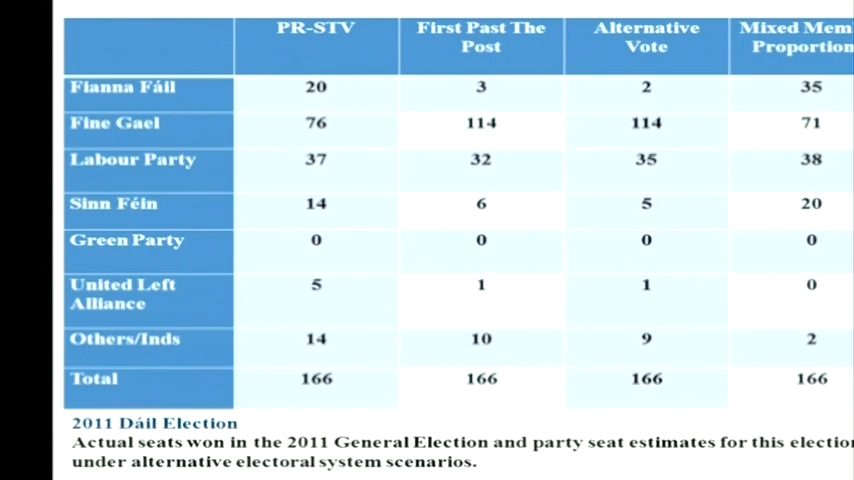 PR-STV First Past The Post Alternative Vote Mixed Mem Proportion
Fianna Fáil 20 3 2 35
Fine Gael 76 114 114 71
Labour Party 37 32 35 38
Sinn Féin 14 6 5 20
Green Party 0 0 0 0
United Left Alliance 5 1 1 0
Others/Inds 14 10 9 2
Total 166 166 166 166
2011 Dáil Election
Actual seats won in the 2011 General Election and party seat estimates for this election
under alternative electoral system scenarios.